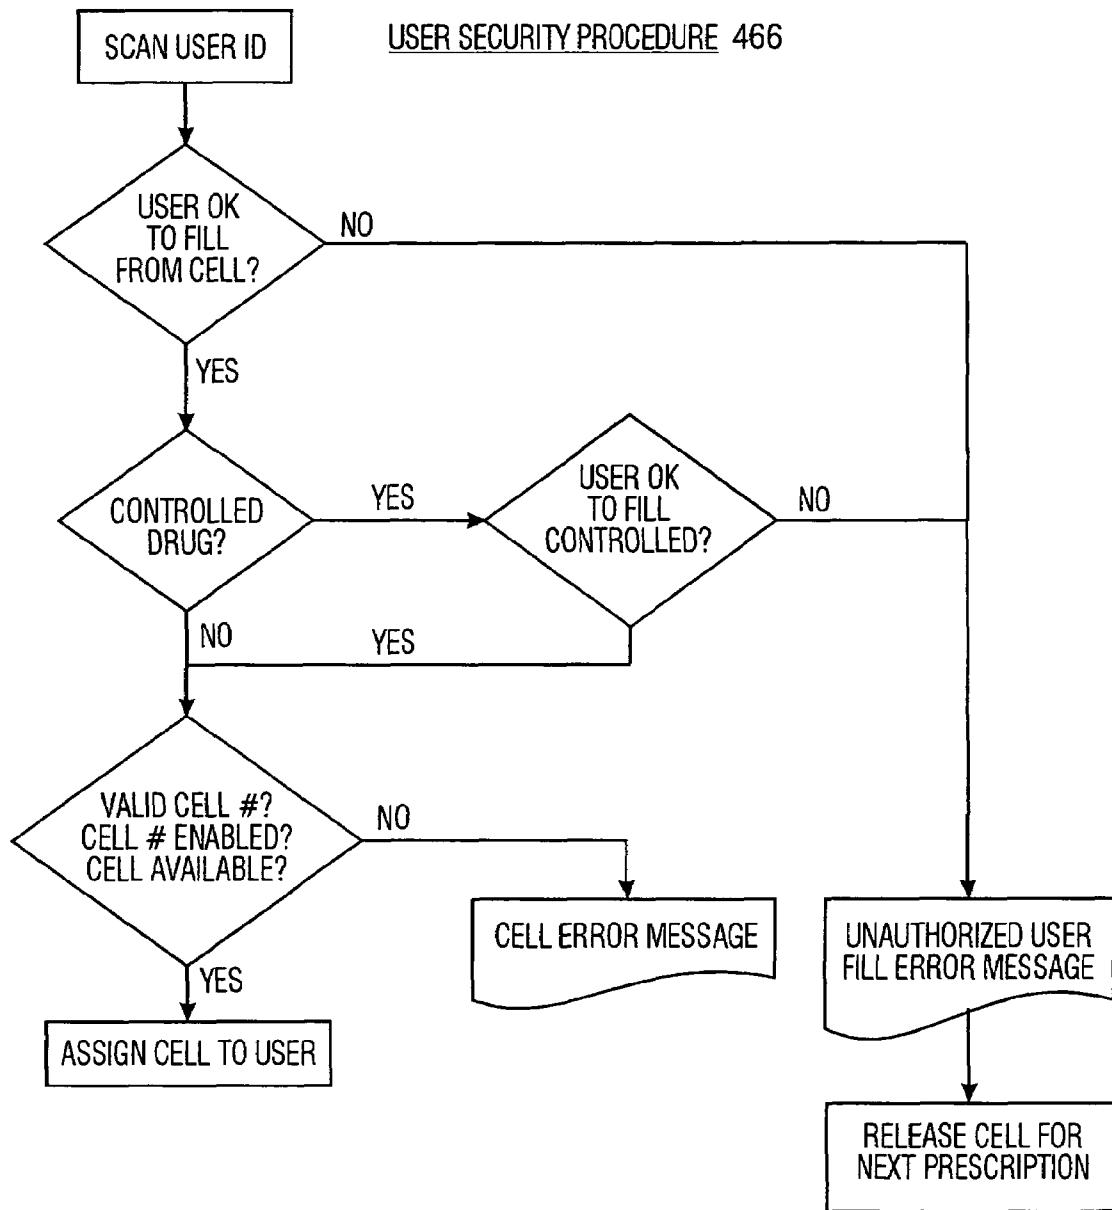 SCAN USER ID
USER SECURITY PROCEDURE 466
USER OK
TO FILL
FROM CELL?
NO
YES
CONTROLLED
DRUG?
YES
USER OK
TO FILL
CONTROLLED?
NO
NO
YES
VALID CELL #?
CELL # ENABLED?
CELL AVAILABLE?
NO
YES
CELL ERROR MESSAGE
UNAUTHORIZED USER
FILL ERROR MESSAGE
ASSIGN CELL TO USER
RELEASE CELL FOR
NEXT PRESCRIPTION